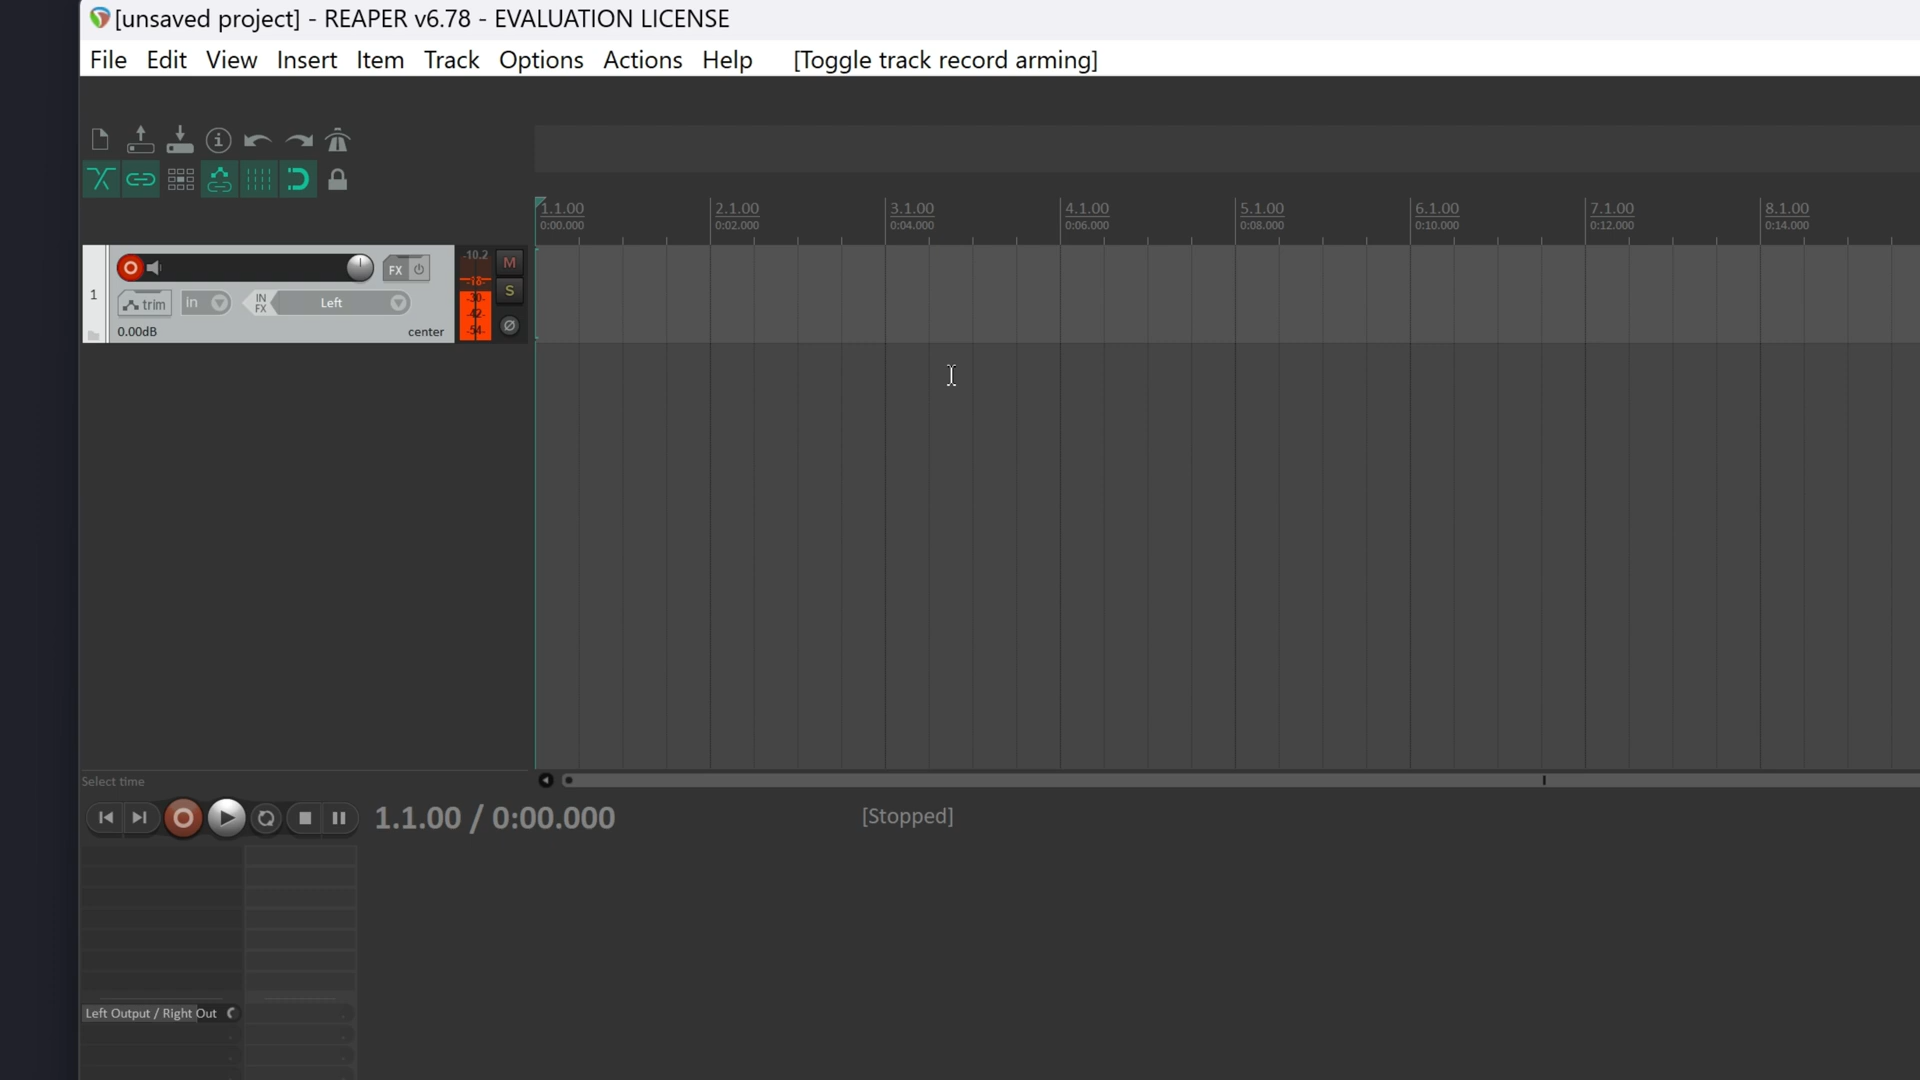 [unsaved project] - REAPER v6.78 - EVALUATION LICENSE
File Edit View Insert Item Track Options Actions Help [Toggle track record arming]
1.1.00 2.1.00 3.1.00 4.1.00 5.1.00 6.1.00 7.1.00 8.1.00
0:00.000 0:02.000 0:04.000 0:06.000 0:08.000 0:10.000 0:12.000 0:14.000
FX -10.2 M
-18-
1 trim in IN FX Left -30- S
-42-
0.00dB center -54-
Select time
1.1.00 / 0:00.000 [Stopped]
Left Output / Right Out